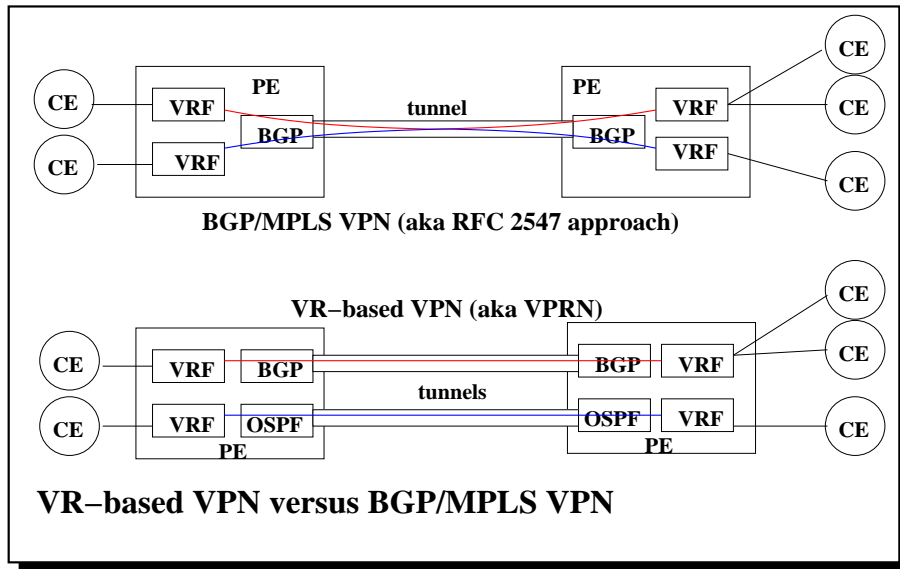 CE
PE
PE
CE
CE
VRF
tunnel
VRF
CE
BGP
BGP
CE
VRF
VRF
CE
BGP/MPLS VPN (aka RFC 2547 approach)
CE
VR−based VPN (aka VPRN)
CE
VRF
BGP
BGP
VRF
CE
tunnels
CE
VRF
OSPF
OSPF
VRF
CE
PE
PE
VR−based VPN versus BGP/MPLS VPN